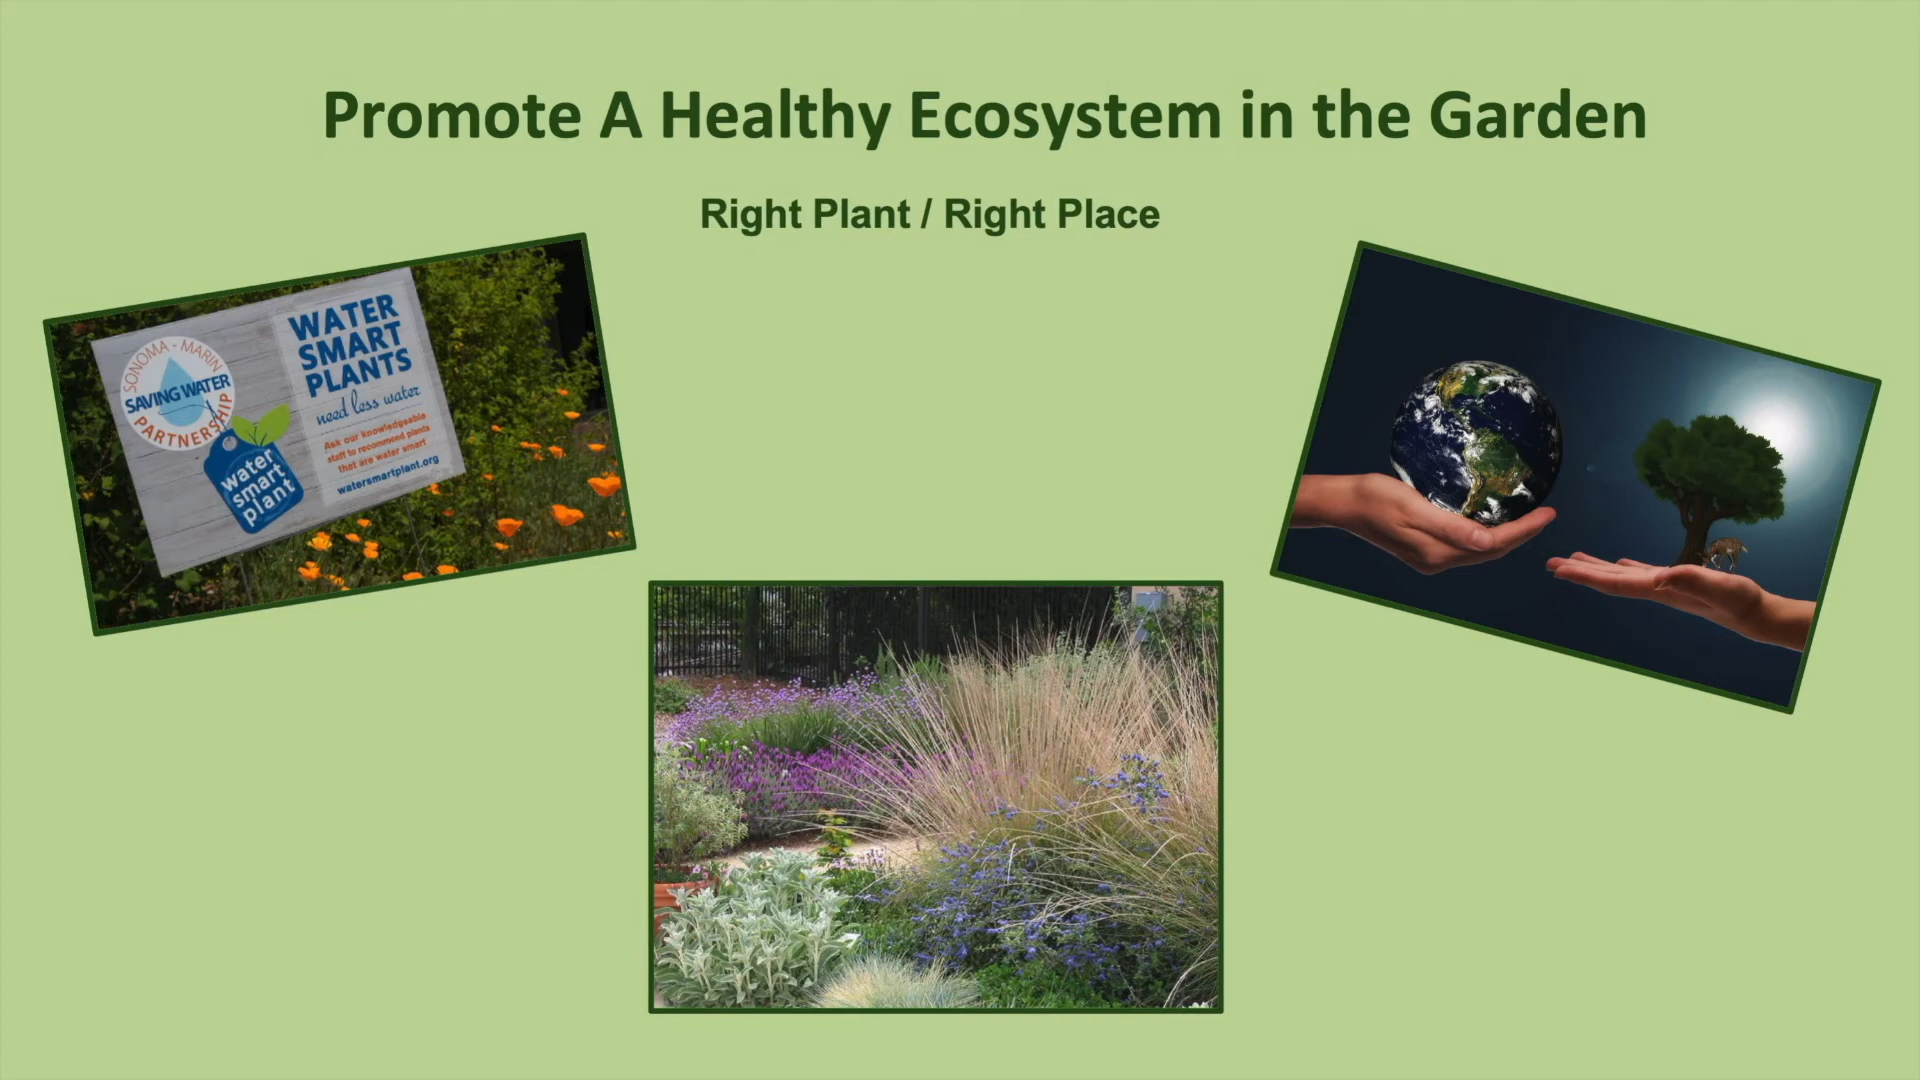 Promote A Healthy Ecosystem in the Garden
Right Plant / Right Place
SONOMA - MARIN
SAVING WATER
PARTNERSHIP
water
smart
plant
WATER
SMART
PLANTS
need less water
Ask our knowledgeable
staff to recommend plants
that are water smart
watersmartplant.org